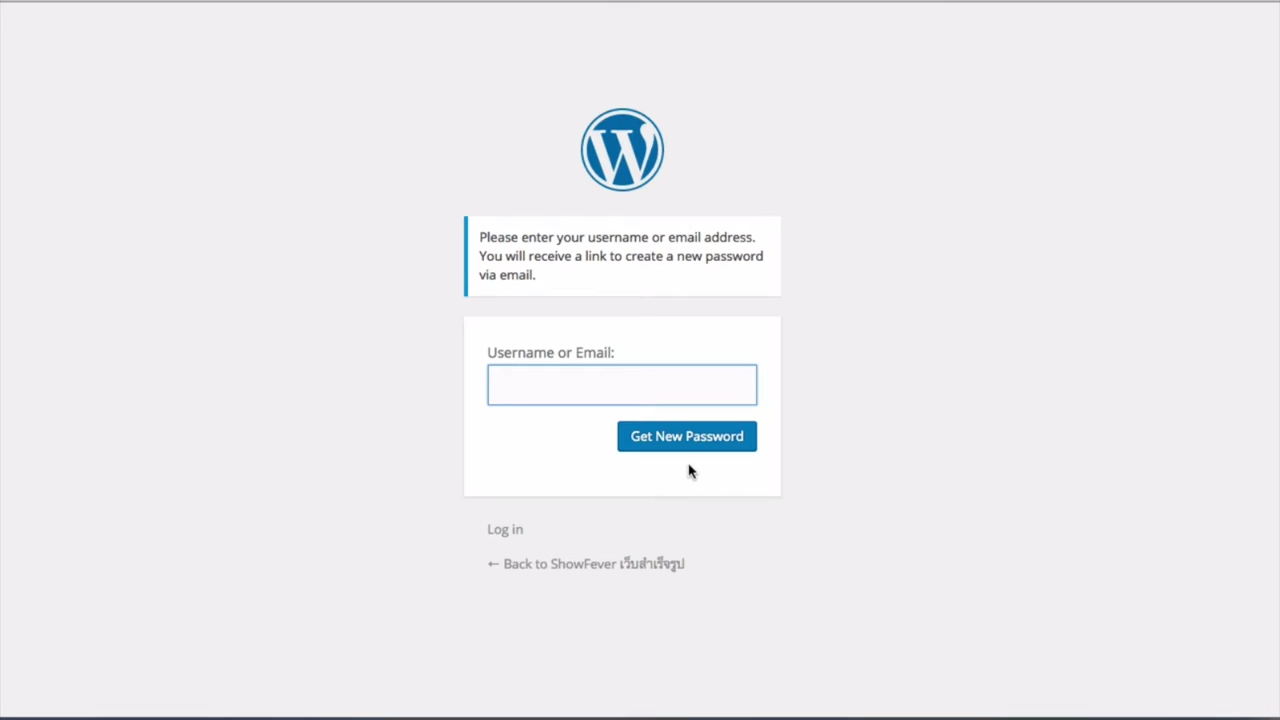 Please enter your username or email address.
You will receive a link to create a new password
via email.
Username or Email:
Get New Password
Log in
← Back to ShowFever เว็บสำเร็จรูป